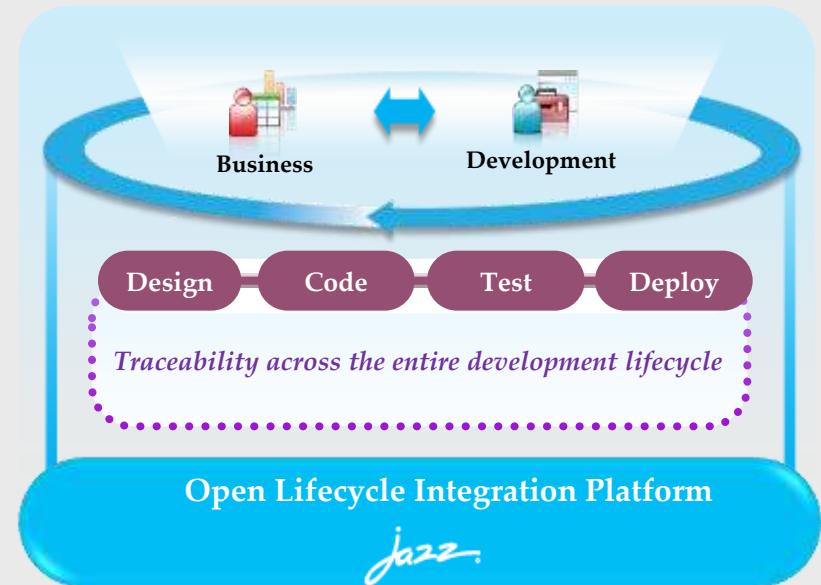 Business
Development
Design
Code
Test
Deploy
Traceability across the entire development lifecycle
Open Lifecycle Integration Platform
jazz